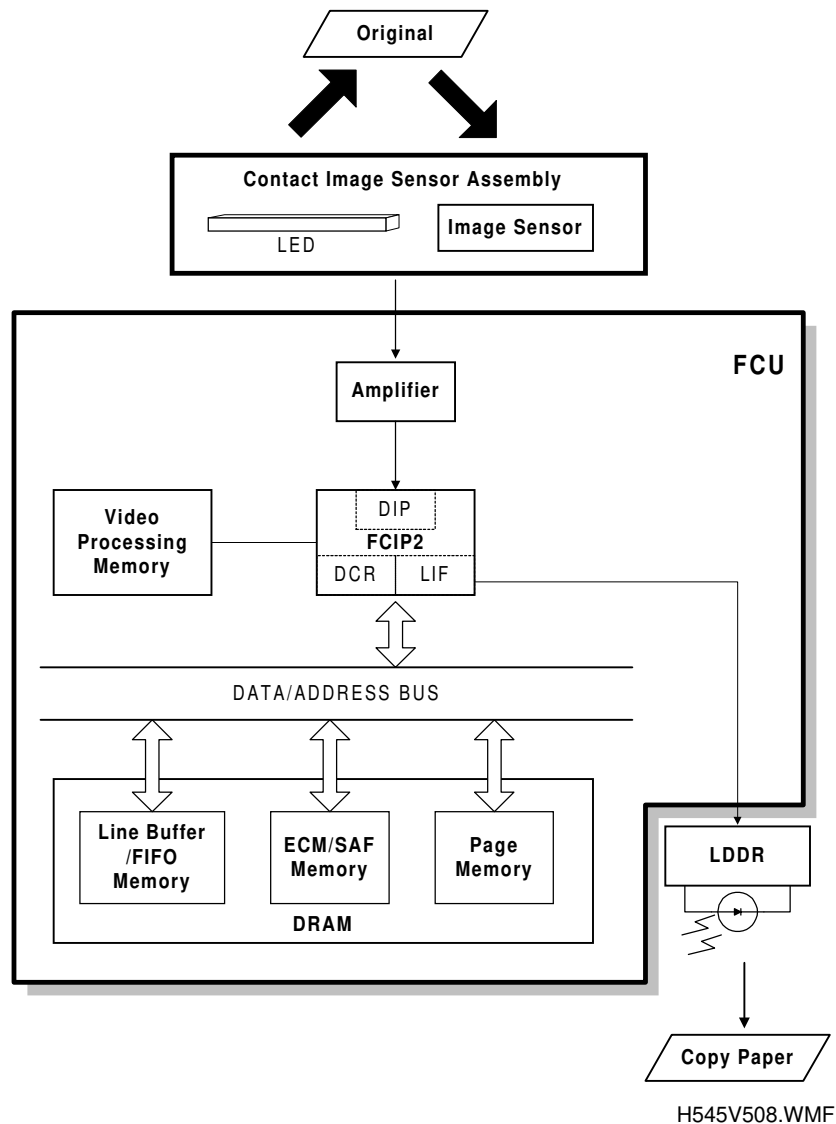 Original
Contact Image Sensor Assembly
LED
Image Sensor
FCU
Amplifier
Video
Processing
Memory
DIP
FCIP2
DCR
LIF
DATA/ADDRESS BUS
Line Buffer
/FIFO
Memory
ECM/SAF
Memory
Page
Memory
DRAM
LDDR
Copy Paper
H545V508.WMF